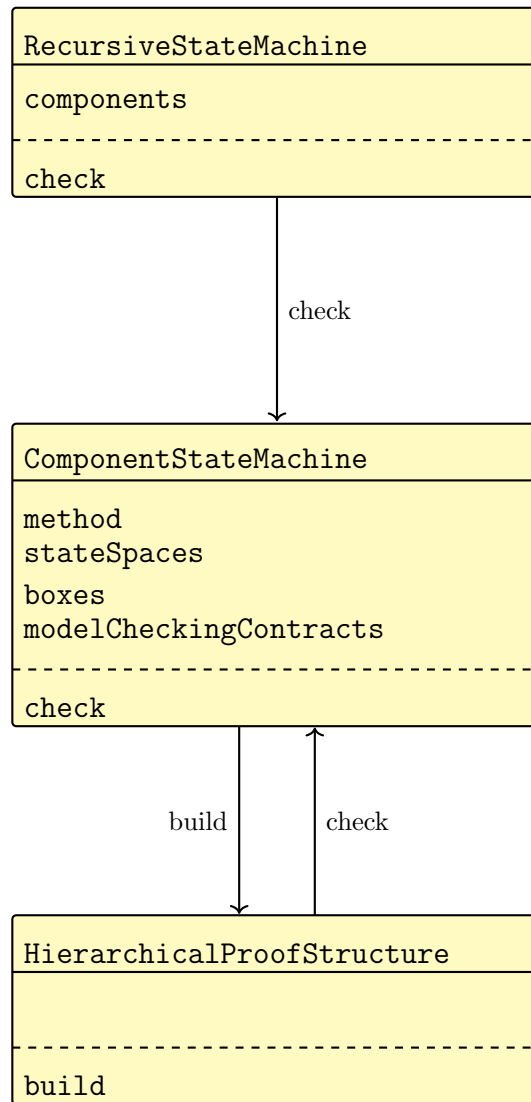 RecursiveStateMachine
components
check
check
ComponentStateMachine
method
stateSpaces
boxes
modelCheckingContracts
check
build
check
HierarchicalProofStructure
build